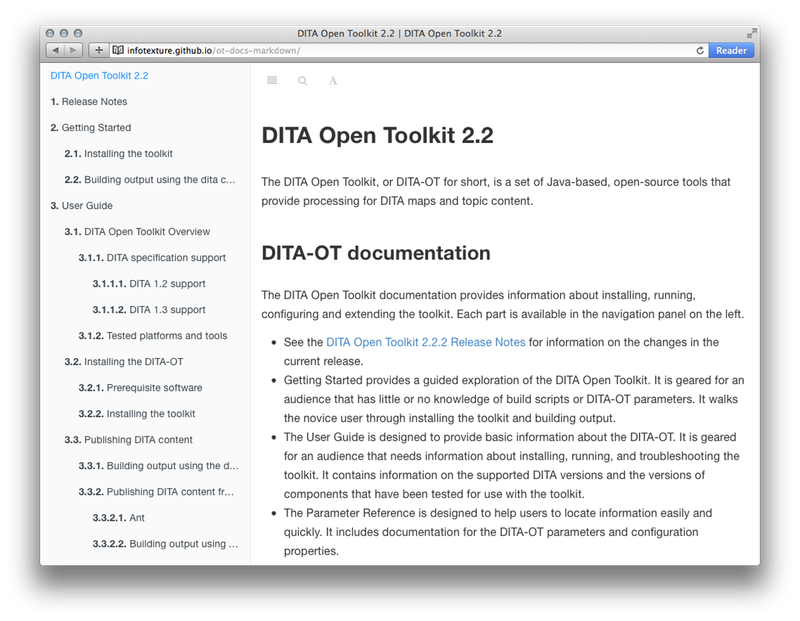 DITA Open Toolkit 2.2 | DITA Open Toolkit 2.2
infotexture.github.io/ot-docs-markdown/
Reader
DITA Open Toolkit 2.2
1. Release Notes
2. Getting Started
2.1. Installing the toolkit
2.2. Building output using the dita c…
3. User Guide
3.1. DITA Open Toolkit Overview
3.1.1. DITA specification support
3.1.1.1. DITA 1.2 support
3.1.1.2. DITA 1.3 support
3.1.2. Tested platforms and tools
3.2. Installing the DITA-OT
3.2.1. Prerequisite software
3.2.2. Installing the toolkit
3.3. Publishing DITA content
3.3.1. Building output using the d…
3.3.2. Publishing DITA content fr…
3.3.2.1. Ant
3.3.2.2. Building output using …
A
DITA Open Toolkit 2.2
The DITA Open Toolkit, or DITA-OT for short, is a set of Java-based, open-source tools that
provide processing for DITA maps and topic content.
DITA-OT documentation
The DITA Open Toolkit documentation provides information about installing, running,
configuring and extending the toolkit. Each part is available in the navigation panel on the left.
• See the DITA Open Toolkit 2.2.2 Release Notes for information on the changes in the
current release.
• Getting Started provides a guided exploration of the DITA Open Toolkit. It is geared for an
audience that has little or no knowledge of build scripts or DITA-OT parameters. It walks
the novice user through installing the toolkit and building output.
• The User Guide is designed to provide basic information about the DITA-OT. It is geared
for an audience that needs information about installing, running, and troubleshooting the
toolkit. It contains information on the supported DITA versions and the versions of
components that have been tested for use with the toolkit.
• The Parameter Reference is designed to help users to locate information easily and
quickly. It includes documentation for the DITA-OT parameters and configuration
properties.